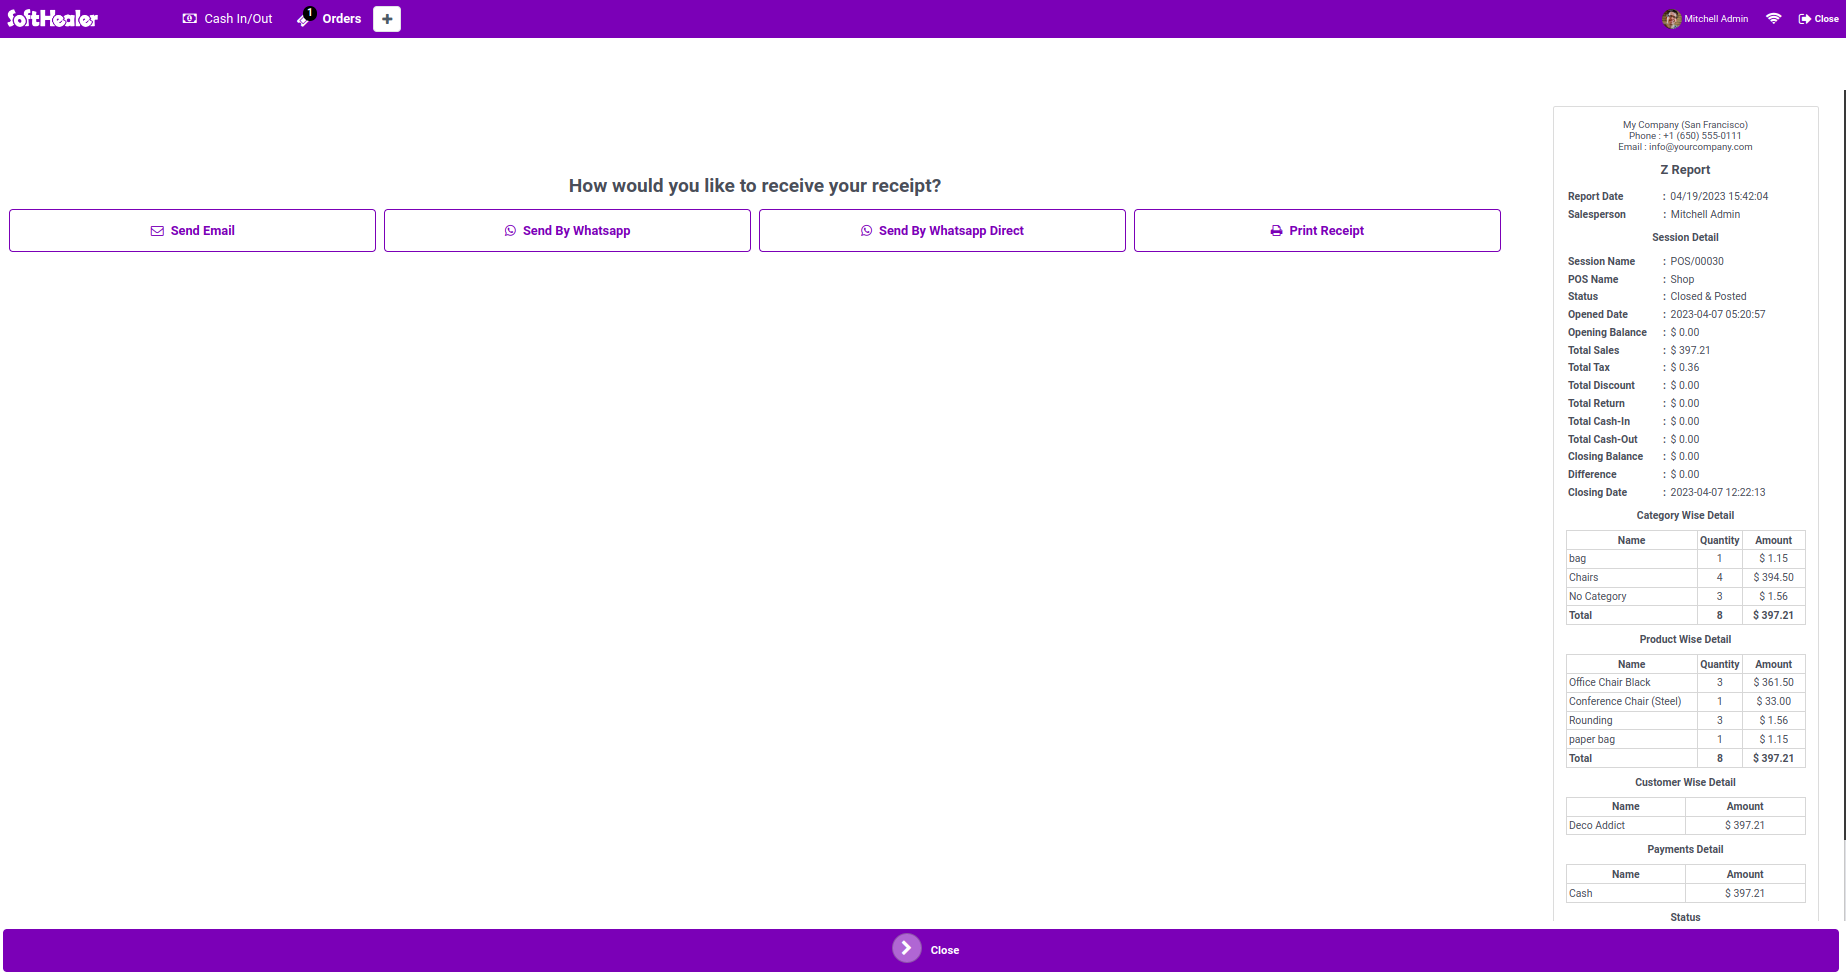 SoftHealer
Cash In/Out
1
Orders
+
Mitchell Admin
Close
How would you like to receive your receipt?
Send Email
Send By Whatsapp
Send By Whatsapp Direct
Print Receipt
My Company (San Francisco)
Phone : +1 (650) 555-0111
Email : info@yourcompany.com
Z Report
Report Date : 04/19/2023 15:42:04
Salesperson : Mitchell Admin
Session Detail
Session Name : POS/00030
POS Name : Shop
Status : Closed & Posted
Opened Date : 2023-04-07 05:20:57
Opening Balance : $ 0.00
Total Sales : $ 397.21
Total Tax : $ 0.36
Total Discount : $ 0.00
Total Return : $ 0.00
Total Cash-In : $ 0.00
Total Cash-Out : $ 0.00
Closing Balance : $ 0.00
Difference : $ 0.00
Closing Date : 2023-04-07 12:22:13
Category Wise Detail
Name Quantity Amount
bag 1 $ 1.15
Chairs 4 $ 394.50
No Category 3 $ 1.56
Total 8 $ 397.21
Product Wise Detail
Name Quantity Amount
Office Chair Black 3 $ 361.50
Conference Chair (Steel) 1 $ 33.00
Rounding 3 $ 1.56
paper bag 1 $ 1.15
Total 8 $ 397.21
Customer Wise Detail
Name Amount
Deco Addict $ 397.21
Payments Detail
Name Amount
Cash $ 397.21
Status
Close